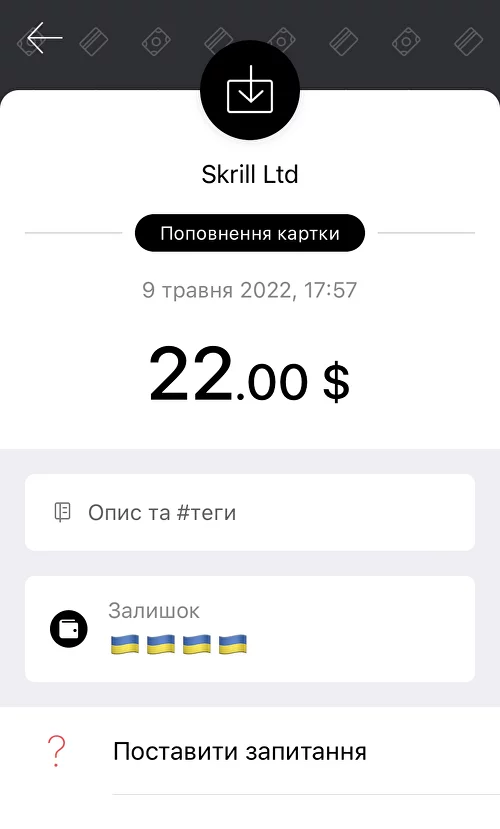 Skrill Ltd
Поповнення картки
9 травня 2022, 17:57
22.00 $
Опис та #теги
Залишок
🇺🇦 🇺🇦 🇺🇦 🇺🇦
Поставити запитання